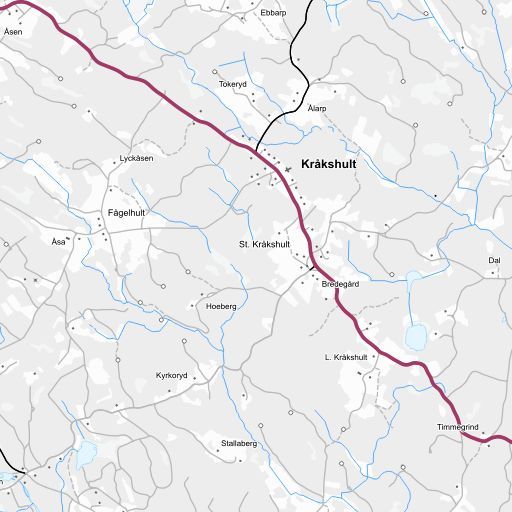 Ebbarp
Åsen
Tokeryd
Ålarp
Lyckåsen
Kråkshult
Fågelhult
Åsa
St. Kråkshult
Dal
Bredegård
Hoeberg
L. Kråkshult
Kyrkoryd
Timmegrind
Stallaberg